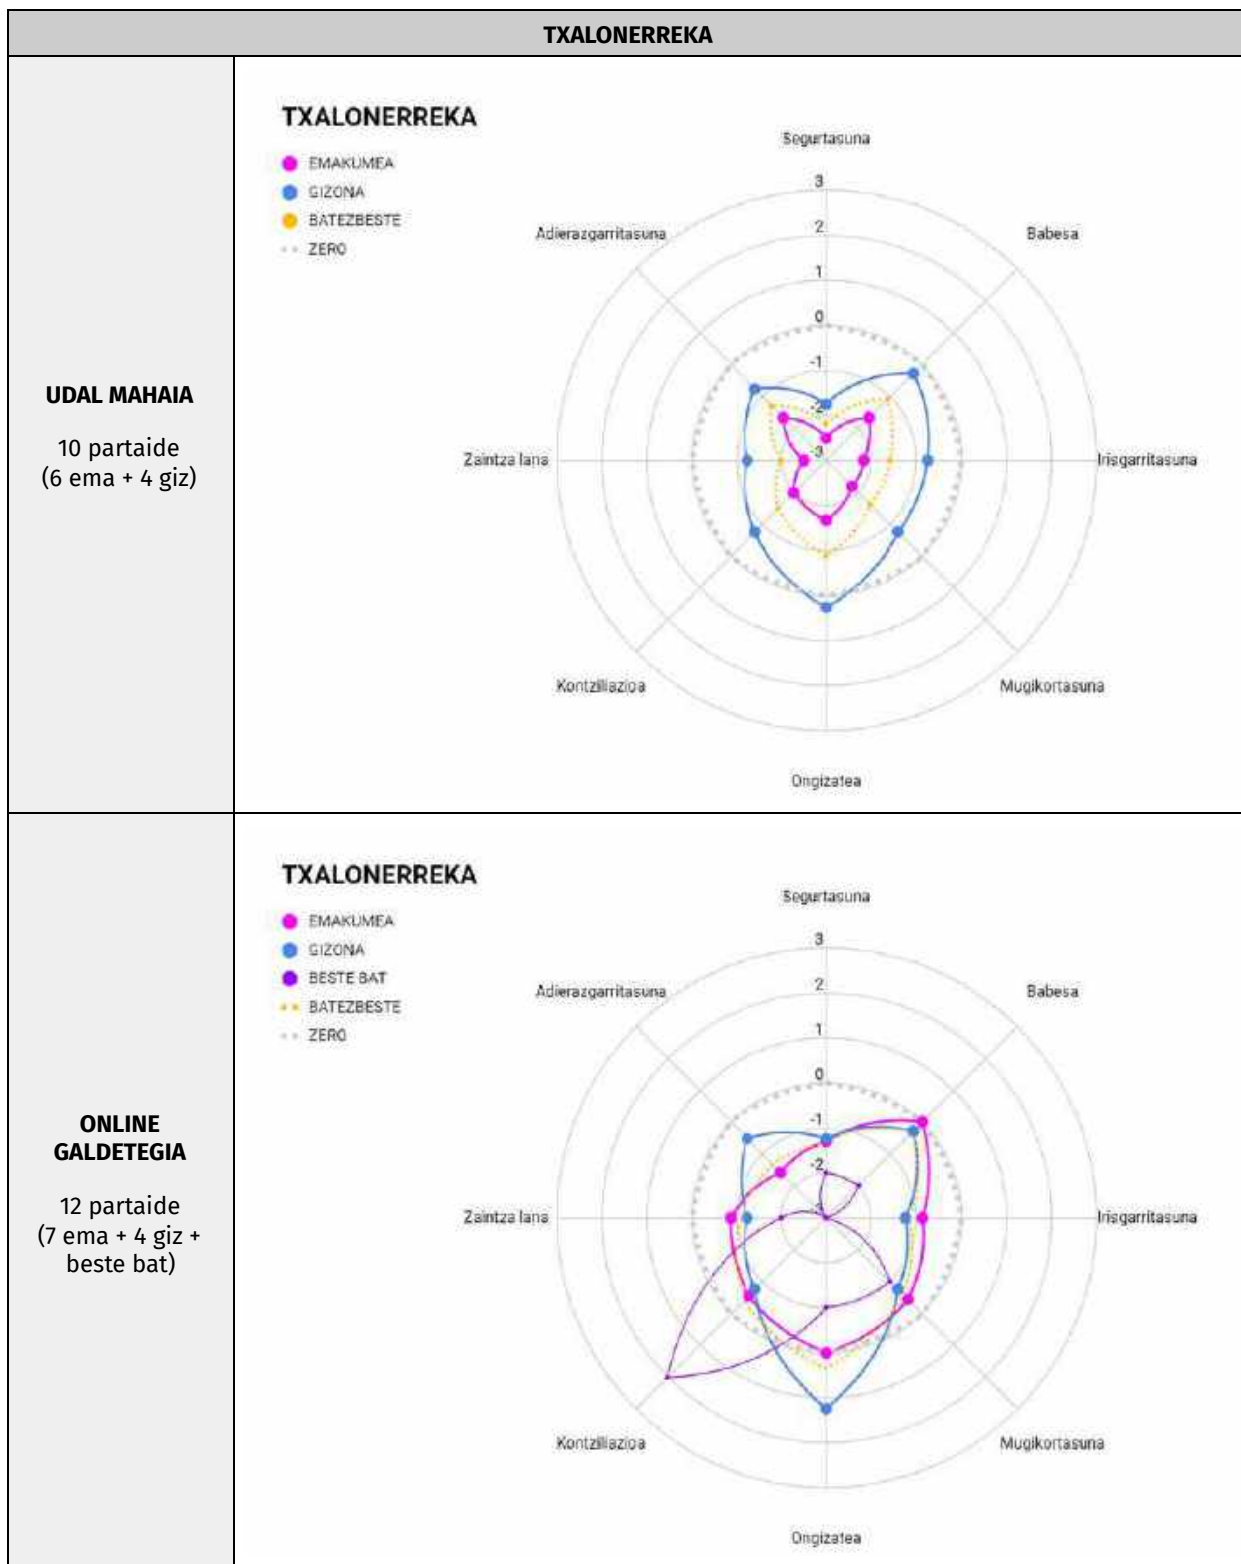 TXALONERREKA
UDAL MAHAIA
10 partaide
(6 ema + 4 giz)
TXALONERREKA
EMAKUMEA
GIZONA
BATEZBESTE
ZERO
Segurtasuna
Adierazgarritasuna
Babesa
Zaintza lana
Irisgarritasuna
Kontziliazioa
Mugikortasuna
Ongizatea
3
2
1
0
-1
-2
-3
ONLINE
GALDETEGIA
12 partaide
(7 ema + 4 giz +
beste bat)
TXALONERREKA
EMAKUMEA
GIZONA
BESTE BAT
BATEZBESTE
ZERO
Segurtasuna
Adierazgarritasuna
Babesa
Zaintza lana
Irisgarritasuna
Kontziliazioa
Mugikortasuna
Ongizatea
3
2
1
0
-1
-2